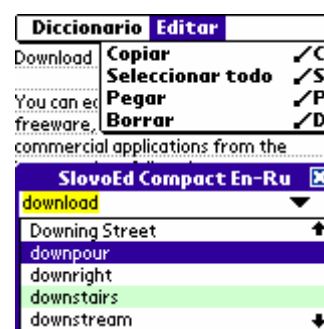 Diccionario Editar
Download
Copiar /C
Seleccionar todo /S
You can ec Pegar /P
freeware, Borrar /D
commercial applications from the
SlovoEd Compact En-Ru
download
Downing Street
downpour
downright
downstairs
downstream